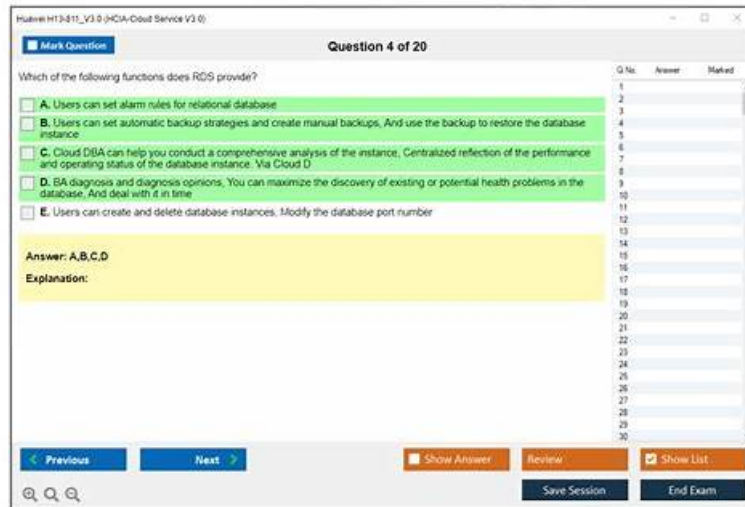 Huawei H13-811_V3.0 (HCIA-Cloud Service V3.0)
Mark Question
Question 4 of 20
Which of the following functions does RDS provide?
A. Users can set alarm rules for relational database
B. Users can set automatic backup strategies and create manual backups, And use the backup to restore the database
instance
C. Cloud DBA can help you conduct a comprehensive analysis of the instance, Centralized reflection of the performance
and operating status of the database instance. Via Cloud D
D. BA diagnosis and diagnosis opinions, You can maximize the discovery of existing or potential health problems in the
database, And deal with it in time
E. Users can create and delete database instances, Modify the database port number
Answer: A,B,C,D
Explanation:
Q No. Answer Marked
1
2
3
4
5
6
7
8
9
10
11
12
13
14
15
16
17
18
19
20
21
22
23
24
25
26
27
28
29
30
Previous
Next
Show Answer
Review
Show List
Save Session
End Exam